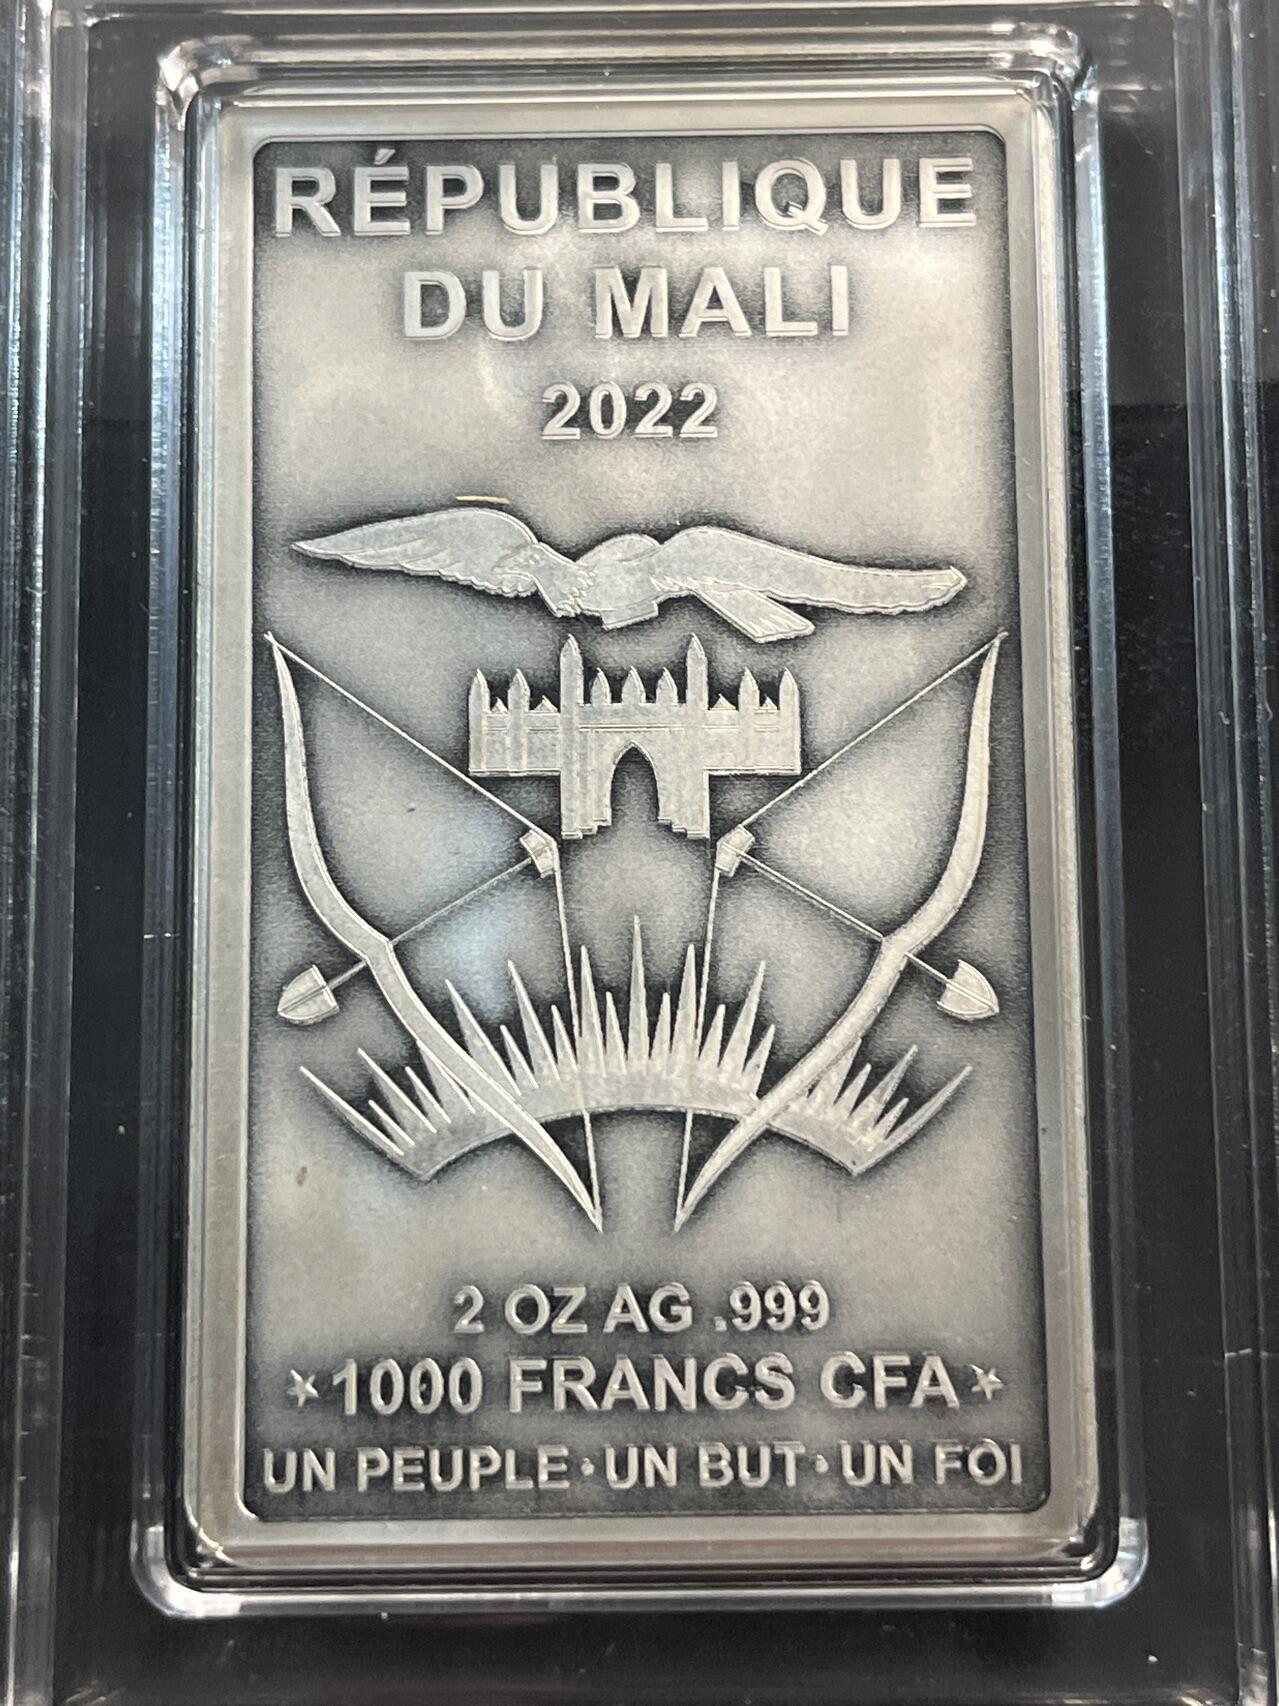 RÉPUBLIQUE
DU MALI
2022
2 OZ AG .999
★1000 FRANCS CFA★
UN PEUPLE·UN BUT·UN FOI